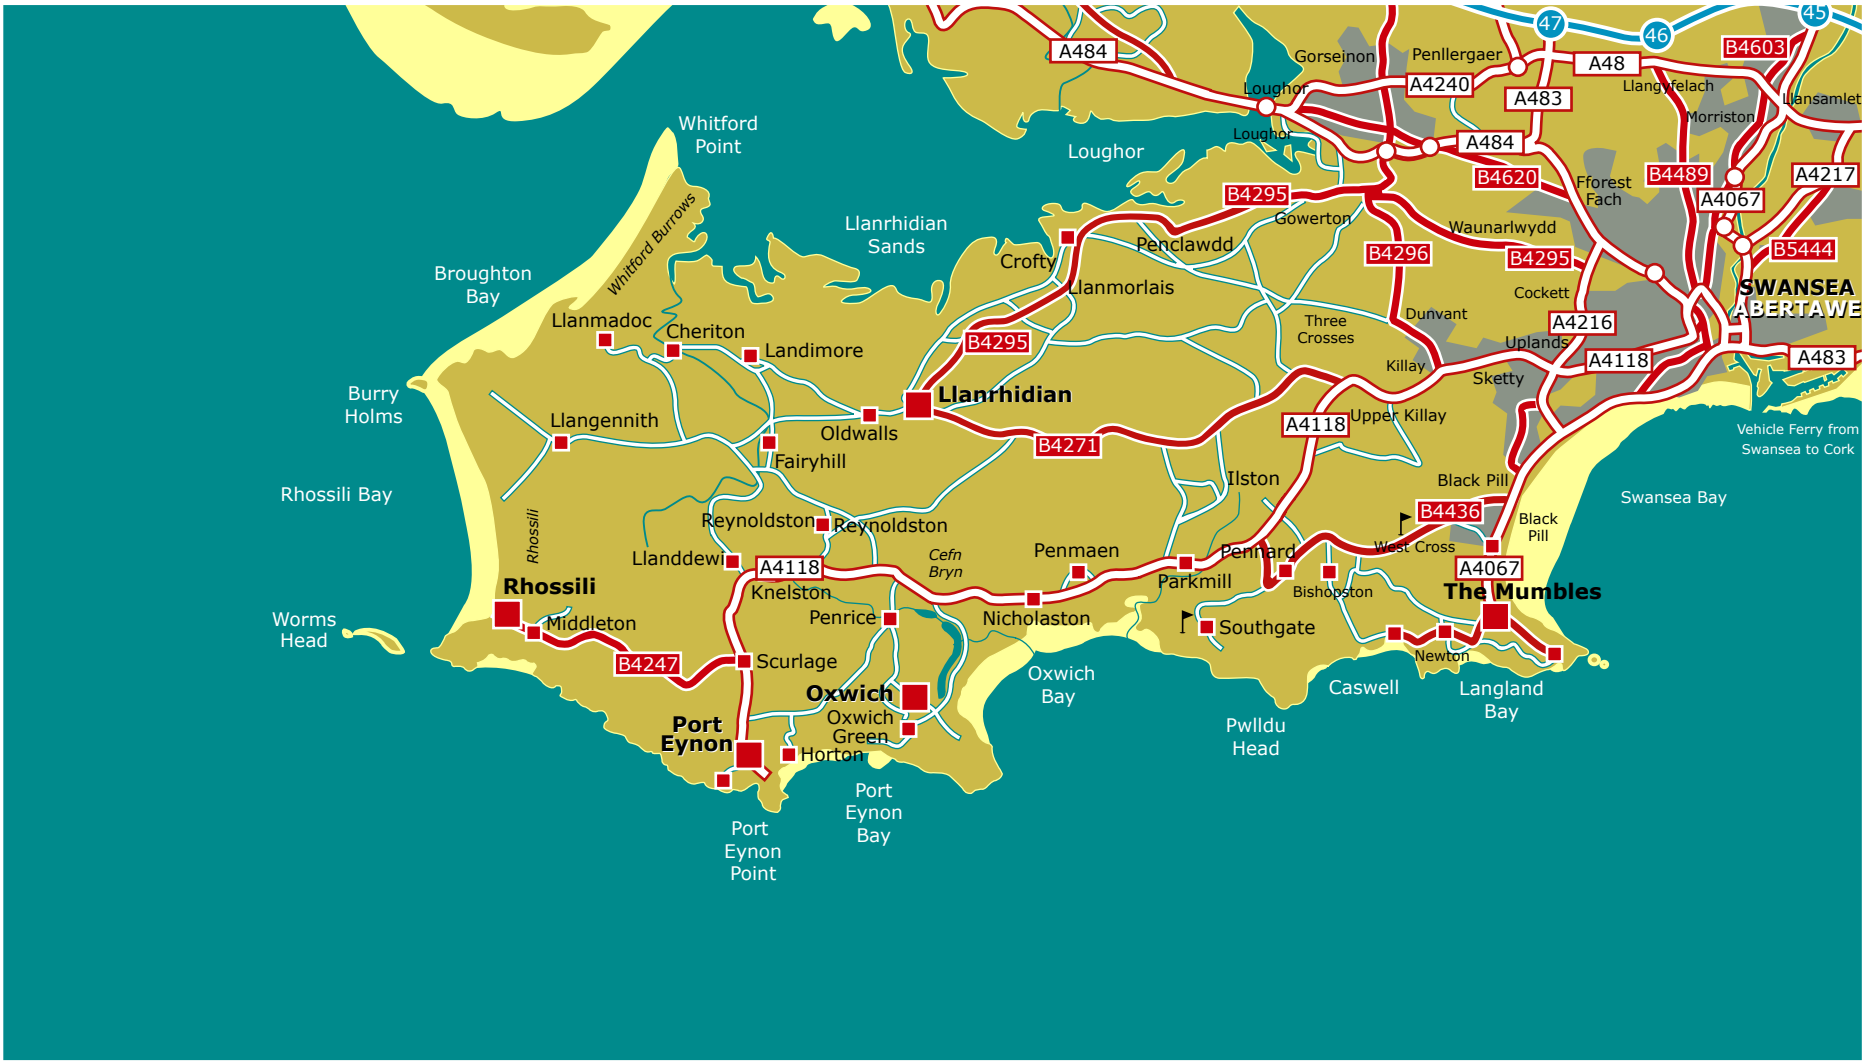 45
47
46
B4603
A484
Gorseinon
Penllergaer
A48
A4240
Llangyfelach
Loughor
A483
Llansamlet
Morriston
Whitford
Point
Loughor
Loughor
A484
B4620
Fforest
Fach
B4489
A4217
A4067
Whitford Burrows
B4295
Gowerton
Llanrhidian
Sands
Waunarlwydd
Penclawdd
B4296
B4295
B5444
Crofty
Broughton
Bay
Llanmorlais
Cockett
SWANSEA
ABERTAWE
Llanmadoc
Cheriton
Landimore
B4295
Three
Crosses
Dunvant
A4216
Uplands
A4118
A483
Killay
Sketty
Burry
Holms
Llanrhidian
Llangennith
Oldwalls
A4118
Upper Killay
B4271
Vehicle Ferry from
Swansea to Cork
Fairyhill
Ilston
Black Pill
Rhossili Bay
Swansea Bay
Reynoldston
Reynoldston
B4436
Black
Pill
Rhossili
West Cross
Llanddewi
A4118
Cefn
Bryn
Penmaen
Pennard
A4067
Parkmill
Rhossili
Knelston
Bishopston
The Mumbles
Worms
Head
Middleton
Penrice
Nicholaston
Southgate
B4247
Scurlage
Newton
Oxwich
Bay
Caswell
Langland
Bay
Oxwich
Port
Eynon
Oxwich
Green
Horton
Pwlldu
Head
Port
Eynon
Bay
Port
Eynon
Point